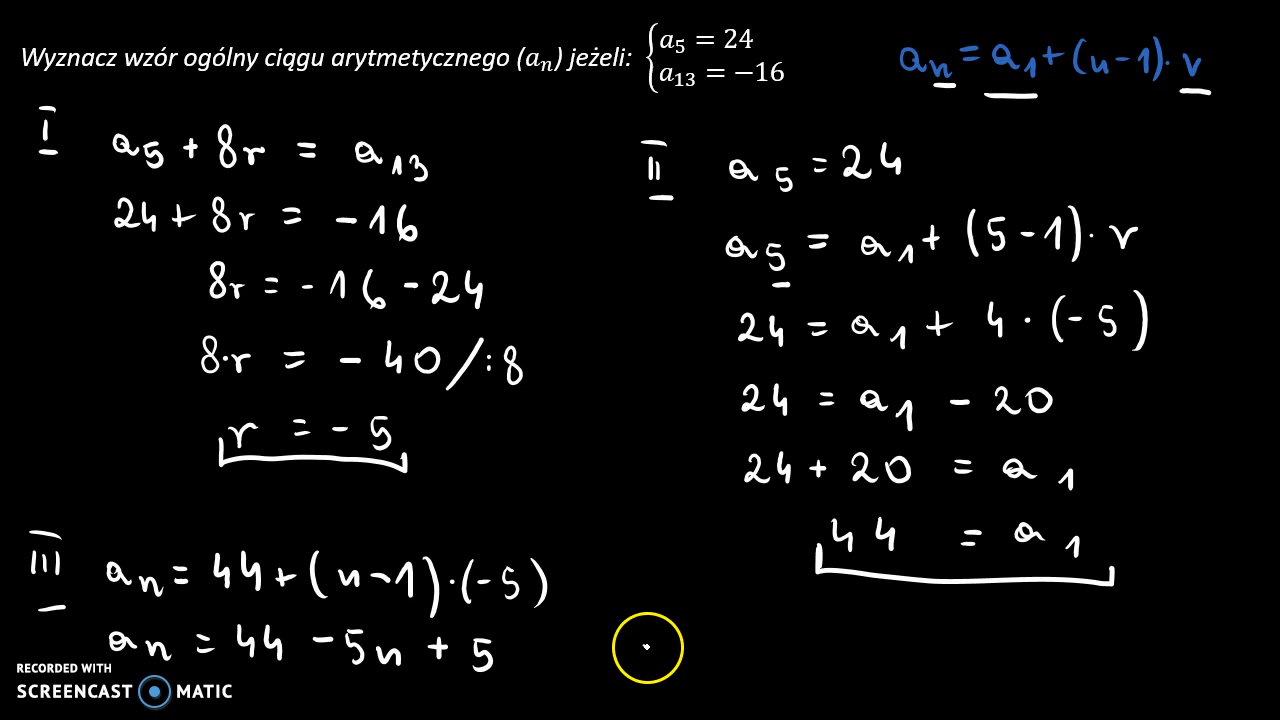 Wyznacz wzór ogólny ciągu arytmetycznego (aₙ) jeżeli: {a₅ = 24
a₁₃ = −16
aₙ = a₁ + (n − 1) · r
I
a₅ + 8r = a₁₃
24 + 8r = −16
8r = −16 − 24
8·r = −40 /:8
r = −5
II
a₅ = 24
a₅ = a₁ + (5 − 1) · r
24 = a₁ + 4 · (−5)
24 = a₁ − 20
24 + 20 = a₁
44 = a₁
III
aₙ = 44 + (n − 1) · (−5)
aₙ = 44 − 5n + 5
RECORDED WITH
SCREENCAST MATIC